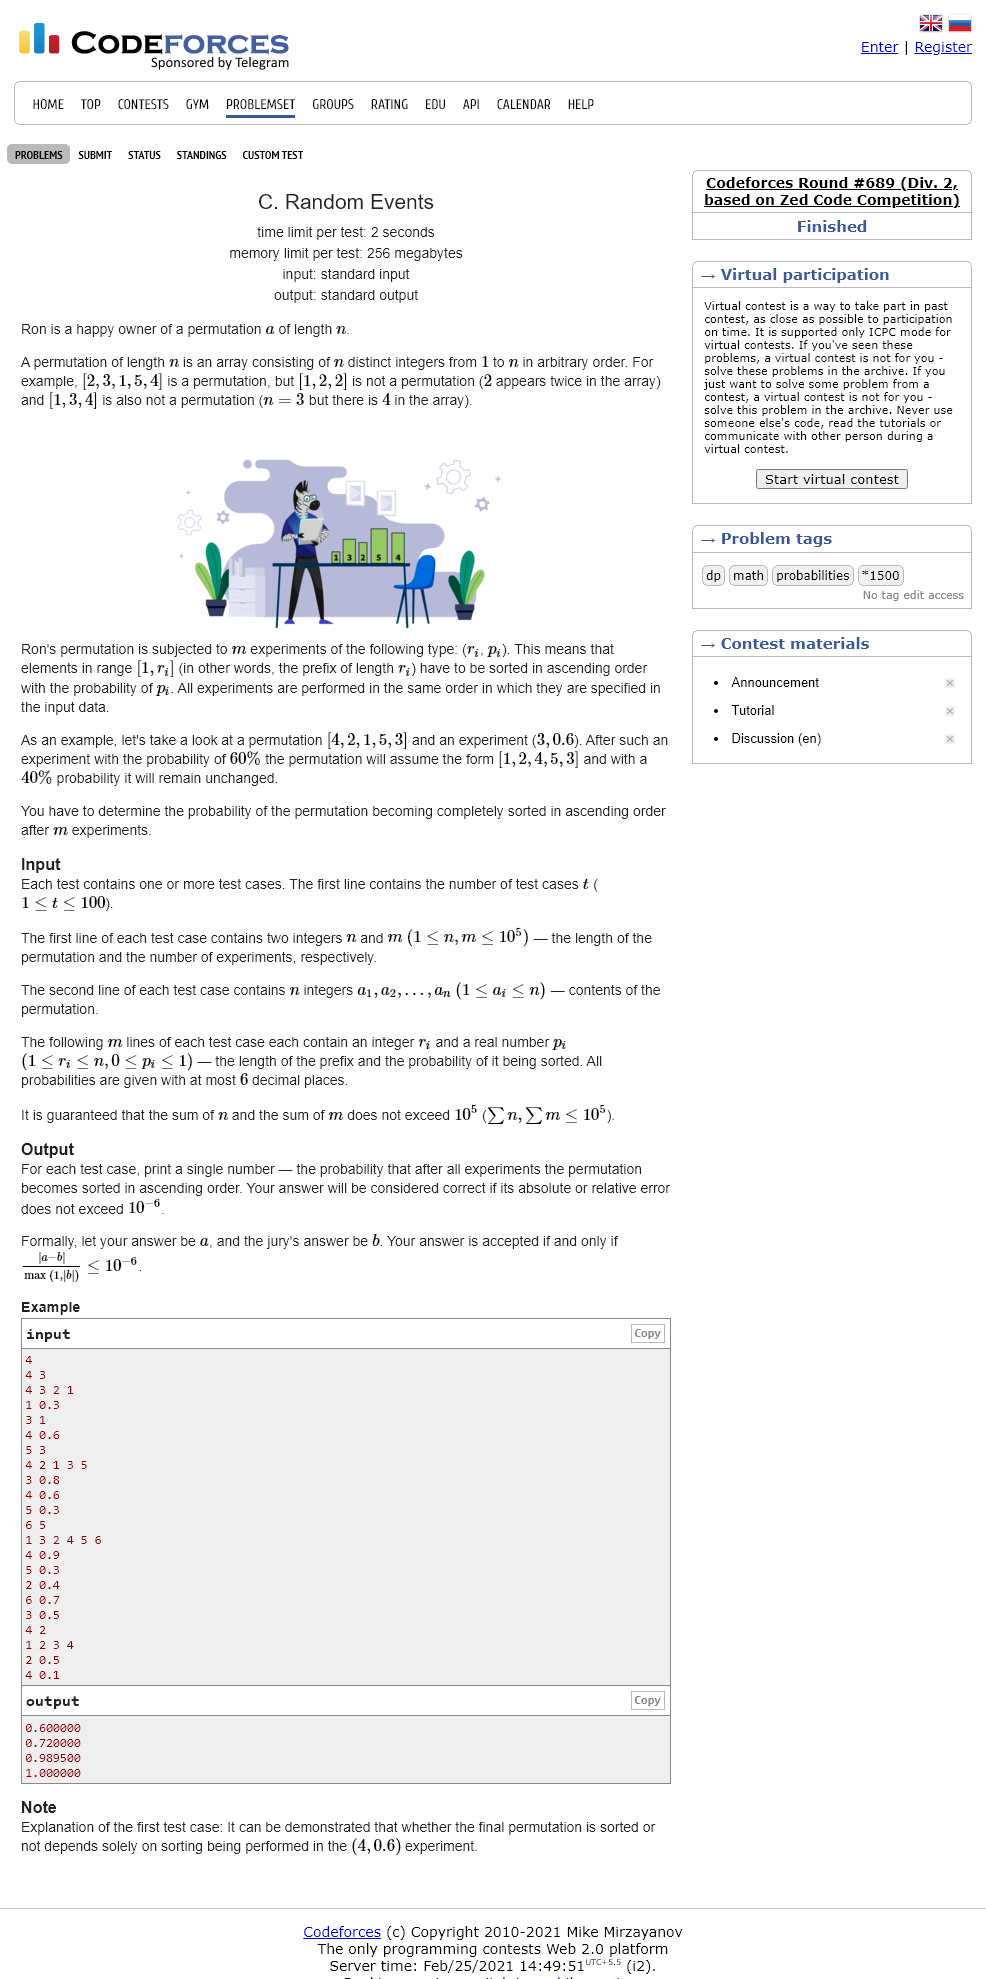 CODEFORCES
Sponsored by Telegram
Enter | Register
HOME TOP CONTESTS GYM PROBLEMSET GROUPS RATING EDU API CALENDAR HELP
PROBLEMS SUBMIT STATUS STANDINGS CUSTOM TEST
C. Random Events
time limit per test: 2 seconds
memory limit per test: 256 megabytes
input: standard input
output: standard output
Ron is a happy owner of a permutation a of length n.
A permutation of length n is an array consisting of n distinct integers from 1 to n in arbitrary order. For
example, [2, 3, 1, 5, 4] is a permutation, but [1, 2, 2] is not a permutation (2 appears twice in the array)
and [1, 3, 4] is also not a permutation (n = 3 but there is 4 in the array).
1 3 2 5 4
Ron's permutation is subjected to m experiments of the following type: (r_i, p_i). This means that
elements in range [1, r_i] (in other words, the prefix of length r_i) have to be sorted in ascending order
with the probability of p_i. All experiments are performed in the same order in which they are specified in
the input data.
As an example, let's take a look at a permutation [4, 2, 1, 5, 3] and an experiment (3, 0.6). After such an
experiment with the probability of 60% the permutation will assume the form [1, 2, 4, 5, 3] and with a
40% probability it will remain unchanged.
You have to determine the probability of the permutation becoming completely sorted in ascending order
after m experiments.
Input
Each test contains one or more test cases. The first line contains the number of test cases t (
1 ≤ t ≤ 100).
The first line of each test case contains two integers n and m (1 ≤ n, m ≤ 10^5) — the length of the
permutation and the number of experiments, respectively.
The second line of each test case contains n integers a_1, a_2, …, a_n (1 ≤ a_i ≤ n) — contents of the
permutation.
The following m lines of each test case each contain an integer r_i and a real number p_i
(1 ≤ r_i ≤ n, 0 ≤ p_i ≤ 1) — the length of the prefix and the probability of it being sorted. All
probabilities are given with at most 6 decimal places.
It is guaranteed that the sum of n and the sum of m does not exceed 10^5 (∑n, ∑m ≤ 10^5).
Output
For each test case, print a single number — the probability that after all experiments the permutation
becomes sorted in ascending order. Your answer will be considered correct if its absolute or relative error
does not exceed 10^−6.
Formally, let your answer be a, and the jury's answer be b. Your answer is accepted if and only if
|a−b| / max (1,|b|) ≤ 10^−6.
Example
input
Copy
4
4 3
4 3 2 1
1 0.3
3 1
4 0.6
5 3
4 2 1 3 5
3 0.8
4 0.6
5 0.3
6 5
1 3 2 4 5 6
4 0.9
5 0.3
2 0.4
6 0.7
3 0.5
4 2
1 2 3 4
2 0.5
4 0.1
output
Copy
0.600000
0.720000
0.989500
1.000000
Note
Explanation of the first test case: It can be demonstrated that whether the final permutation is sorted or
not depends solely on sorting being performed in the (4, 0.6) experiment.
Codeforces Round #689 (Div. 2,
based on Zed Code Competition)
Finished
→ Virtual participation
Virtual contest is a way to take part in past
contest, as close as possible to participation
on time. It is supported only ICPC mode for
virtual contests. If you've seen these
problems, a virtual contest is not for you -
solve these problems in the archive. If you
just want to solve some problem from a
contest, a virtual contest is not for you -
solve this problem in the archive. Never use
someone else's code, read the tutorials or
communicate with other person during a
virtual contest.
Start virtual contest
→ Problem tags
dp math probabilities *1500
No tag edit access
→ Contest materials
• Announcement
• Tutorial
• Discussion (en)
Codeforces (c) Copyright 2010-2021 Mike Mirzayanov
The only programming contests Web 2.0 platform
Server time: Feb/25/2021 14:49:51 UTC+5.5 (i2).